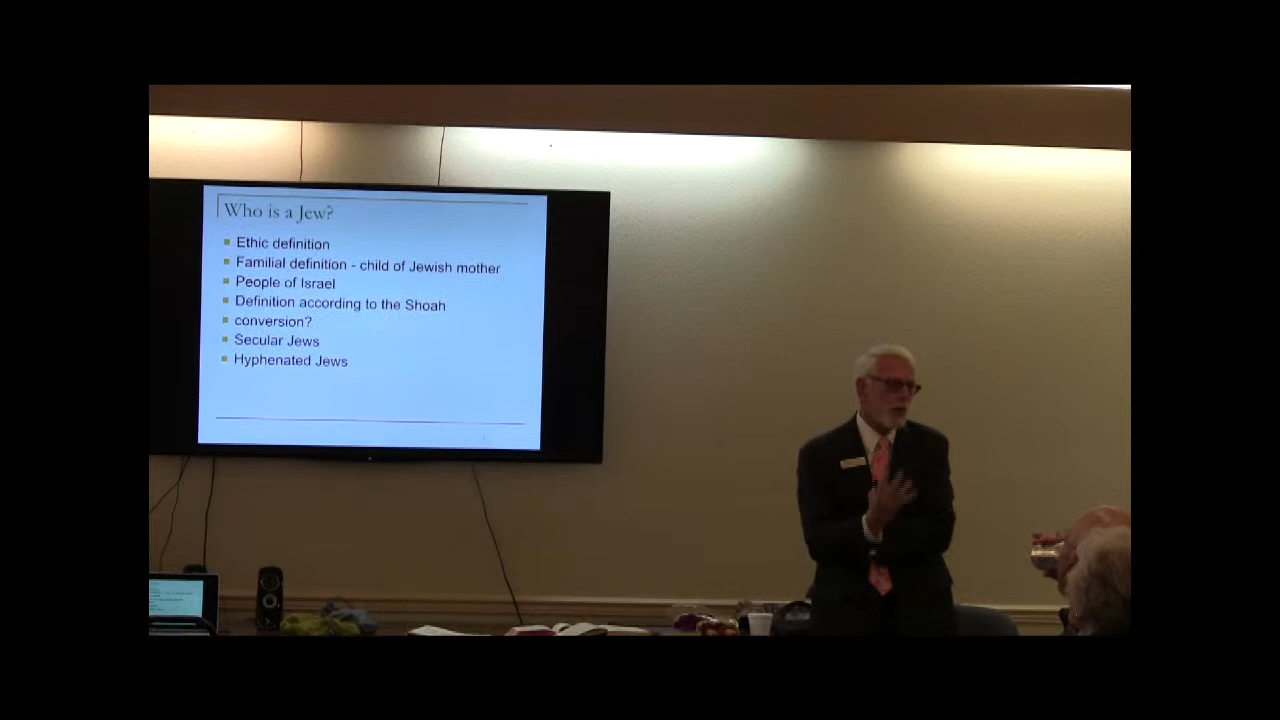 Who is a Jew?
Ethic definition
Familial definition - child of Jewish mother
People of Israel
Definition according to the Shoah
conversion?
Secular Jews
Hyphenated Jews